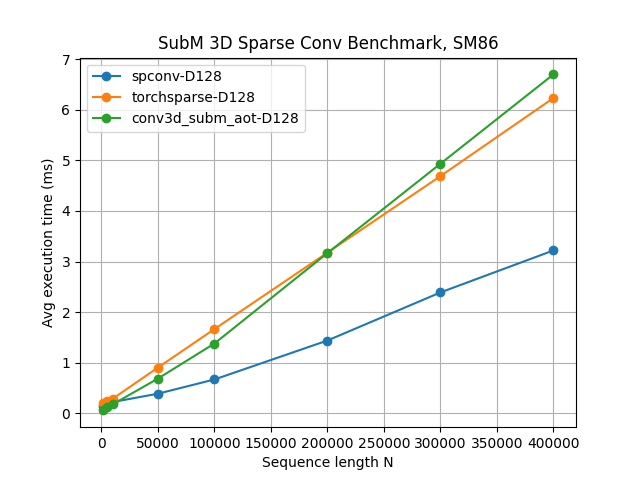 SubM 3D Sparse Conv Benchmark, SM86
spconv-D128
torchsparse-D128
conv3d_subm_aot-D128
Avg execution time (ms)
7
6
5
4
3
2
1
0
0 50000 100000 150000 200000 250000 300000 350000 400000
Sequence length N